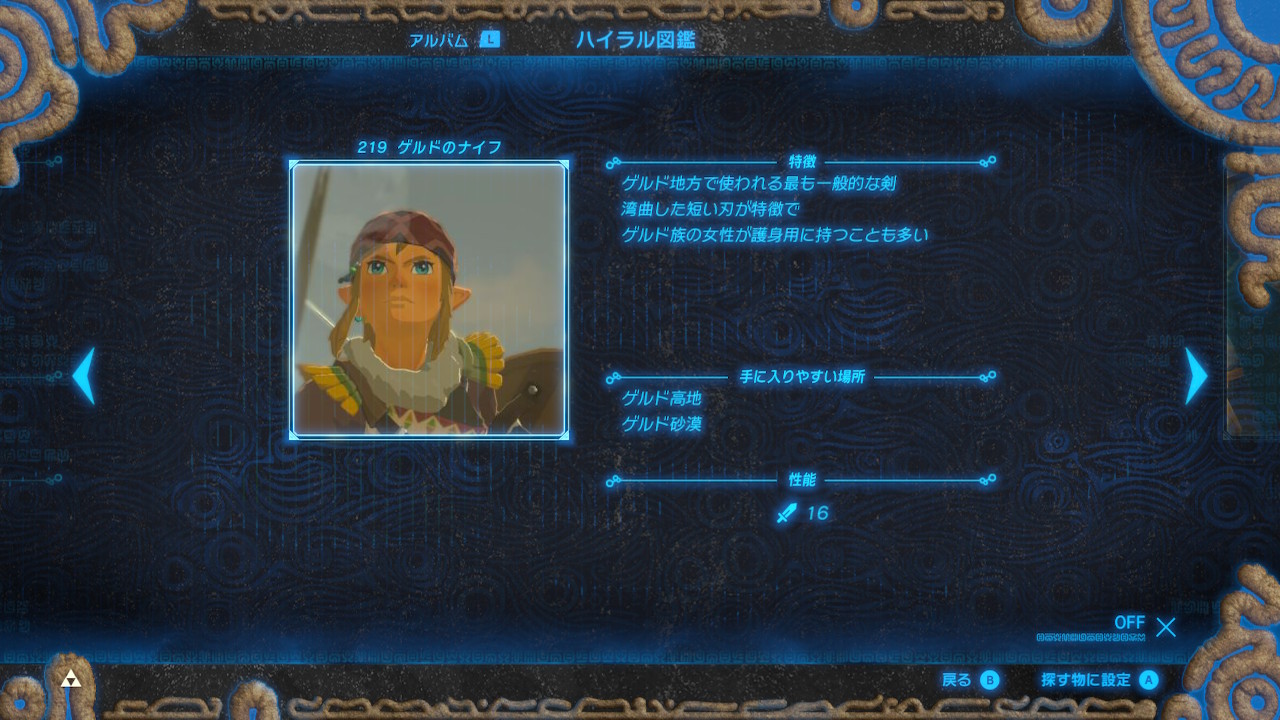 アルバム L
ハイラル図鑑
219 ゲルドのナイフ
特徴
ゲルド地方で使われる最も一般的な剣
湾曲した短い刃が特徴で
ゲルド族の女性が護身用に持つことも多い
手に入りやすい場所
ゲルド高地
ゲルド砂漠
性能
16
OFF
戻る B
探す物に設定 A